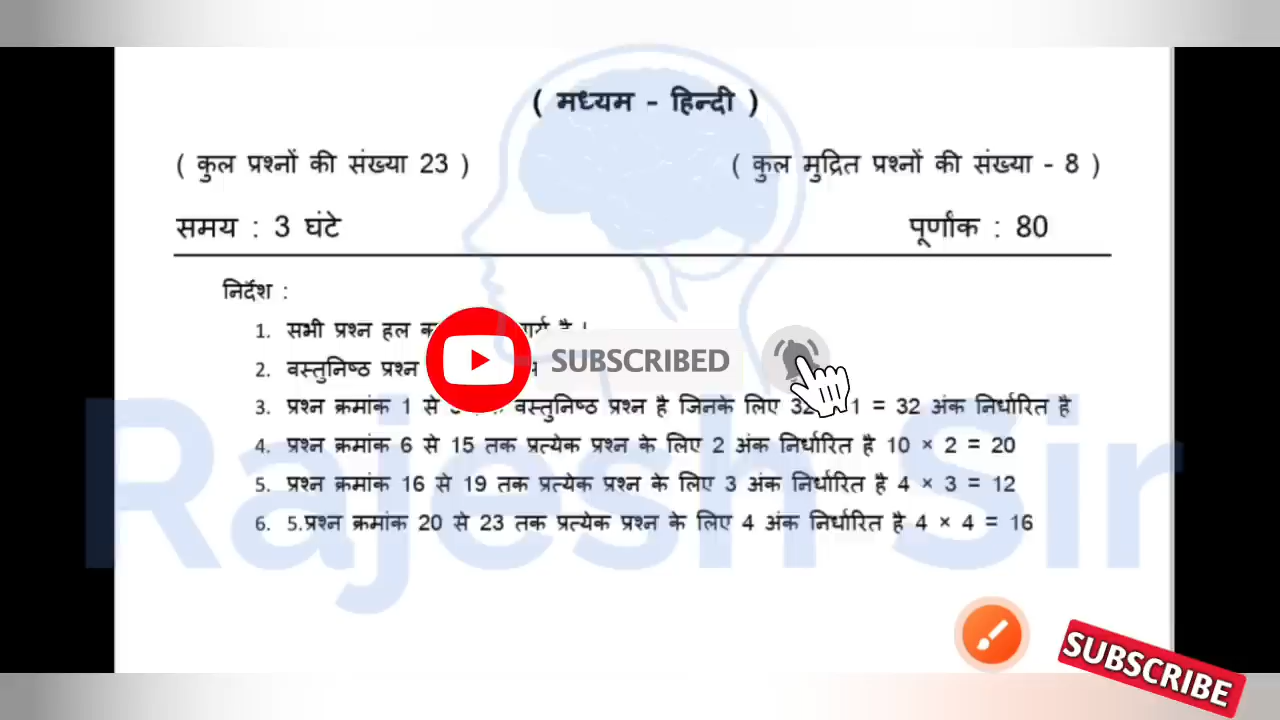 ( मध्यम - हिन्दी )
( कुल प्रश्नों की संख्या 23 )
( कुल मुद्रित प्रश्नों की संख्या - 8 )
समय : 3 घंटे
पूर्णांक : 80
निर्देश :
1. सभी प्रश्न हल है ।
2. वस्तुनिष्ठ प्रश्न
SUBSCRIBED
3. प्रश्न क्रमांक 1 से वस्तुनिष्ठ प्रश्न है जिनके लिए 32 1 = 32 अंक निर्धारित है
4. प्रश्न क्रमांक 6 से 15 तक प्रत्येक प्रश्न के लिए 2 अंक निर्धारित है 10 × 2 = 20
5. प्रश्न क्रमांक 16 से 19 तक प्रत्येक प्रश्न के लिए 3 अंक निर्धारित है 4 × 3 = 12
6. 5.प्रश्न क्रमांक 20 से 23 तक प्रत्येक प्रश्न के लिए 4 अंक निर्धारित है 4 × 4 = 16
Rajesh Sir
SUBSCRIBE